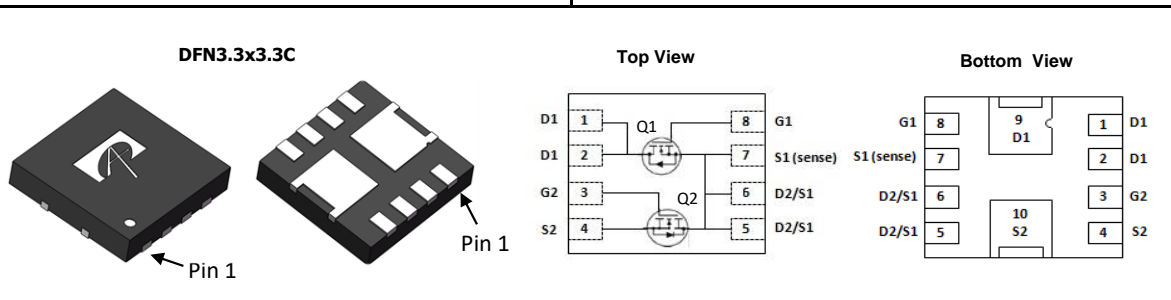 DFN3.3x3.3C
Pin 1
Pin 1
Top View
D1 1 Q1 8 G1
D1 2 7 S1(sense)
G2 3 Q2 6 D2/S1
S2 4 5 D2/S1
Bottom View
G1 8 9 D1 1 D1
S1(sense) 7 2 D1
D2/S1 6 3 G2
D2/S1 5 10 S2 4 S2